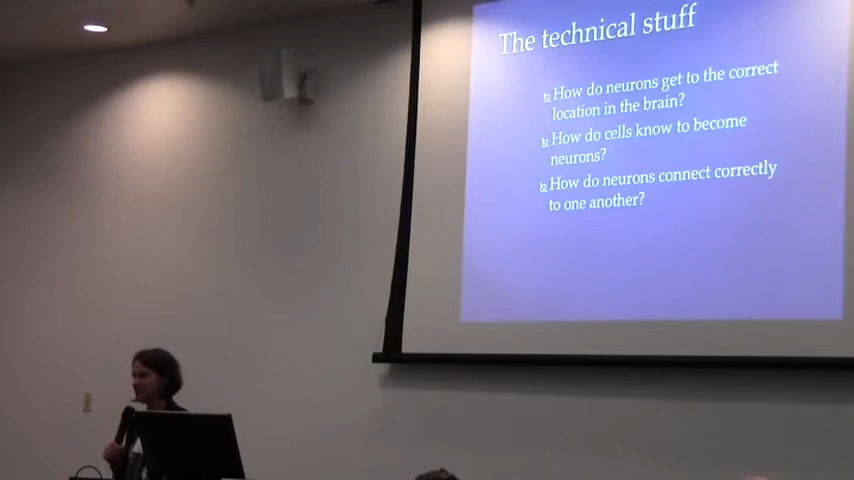 The technical stuff
How do neurons get to the correct
location in the brain?
How do cells know to become
neurons?
How do neurons connect correctly
to one another?